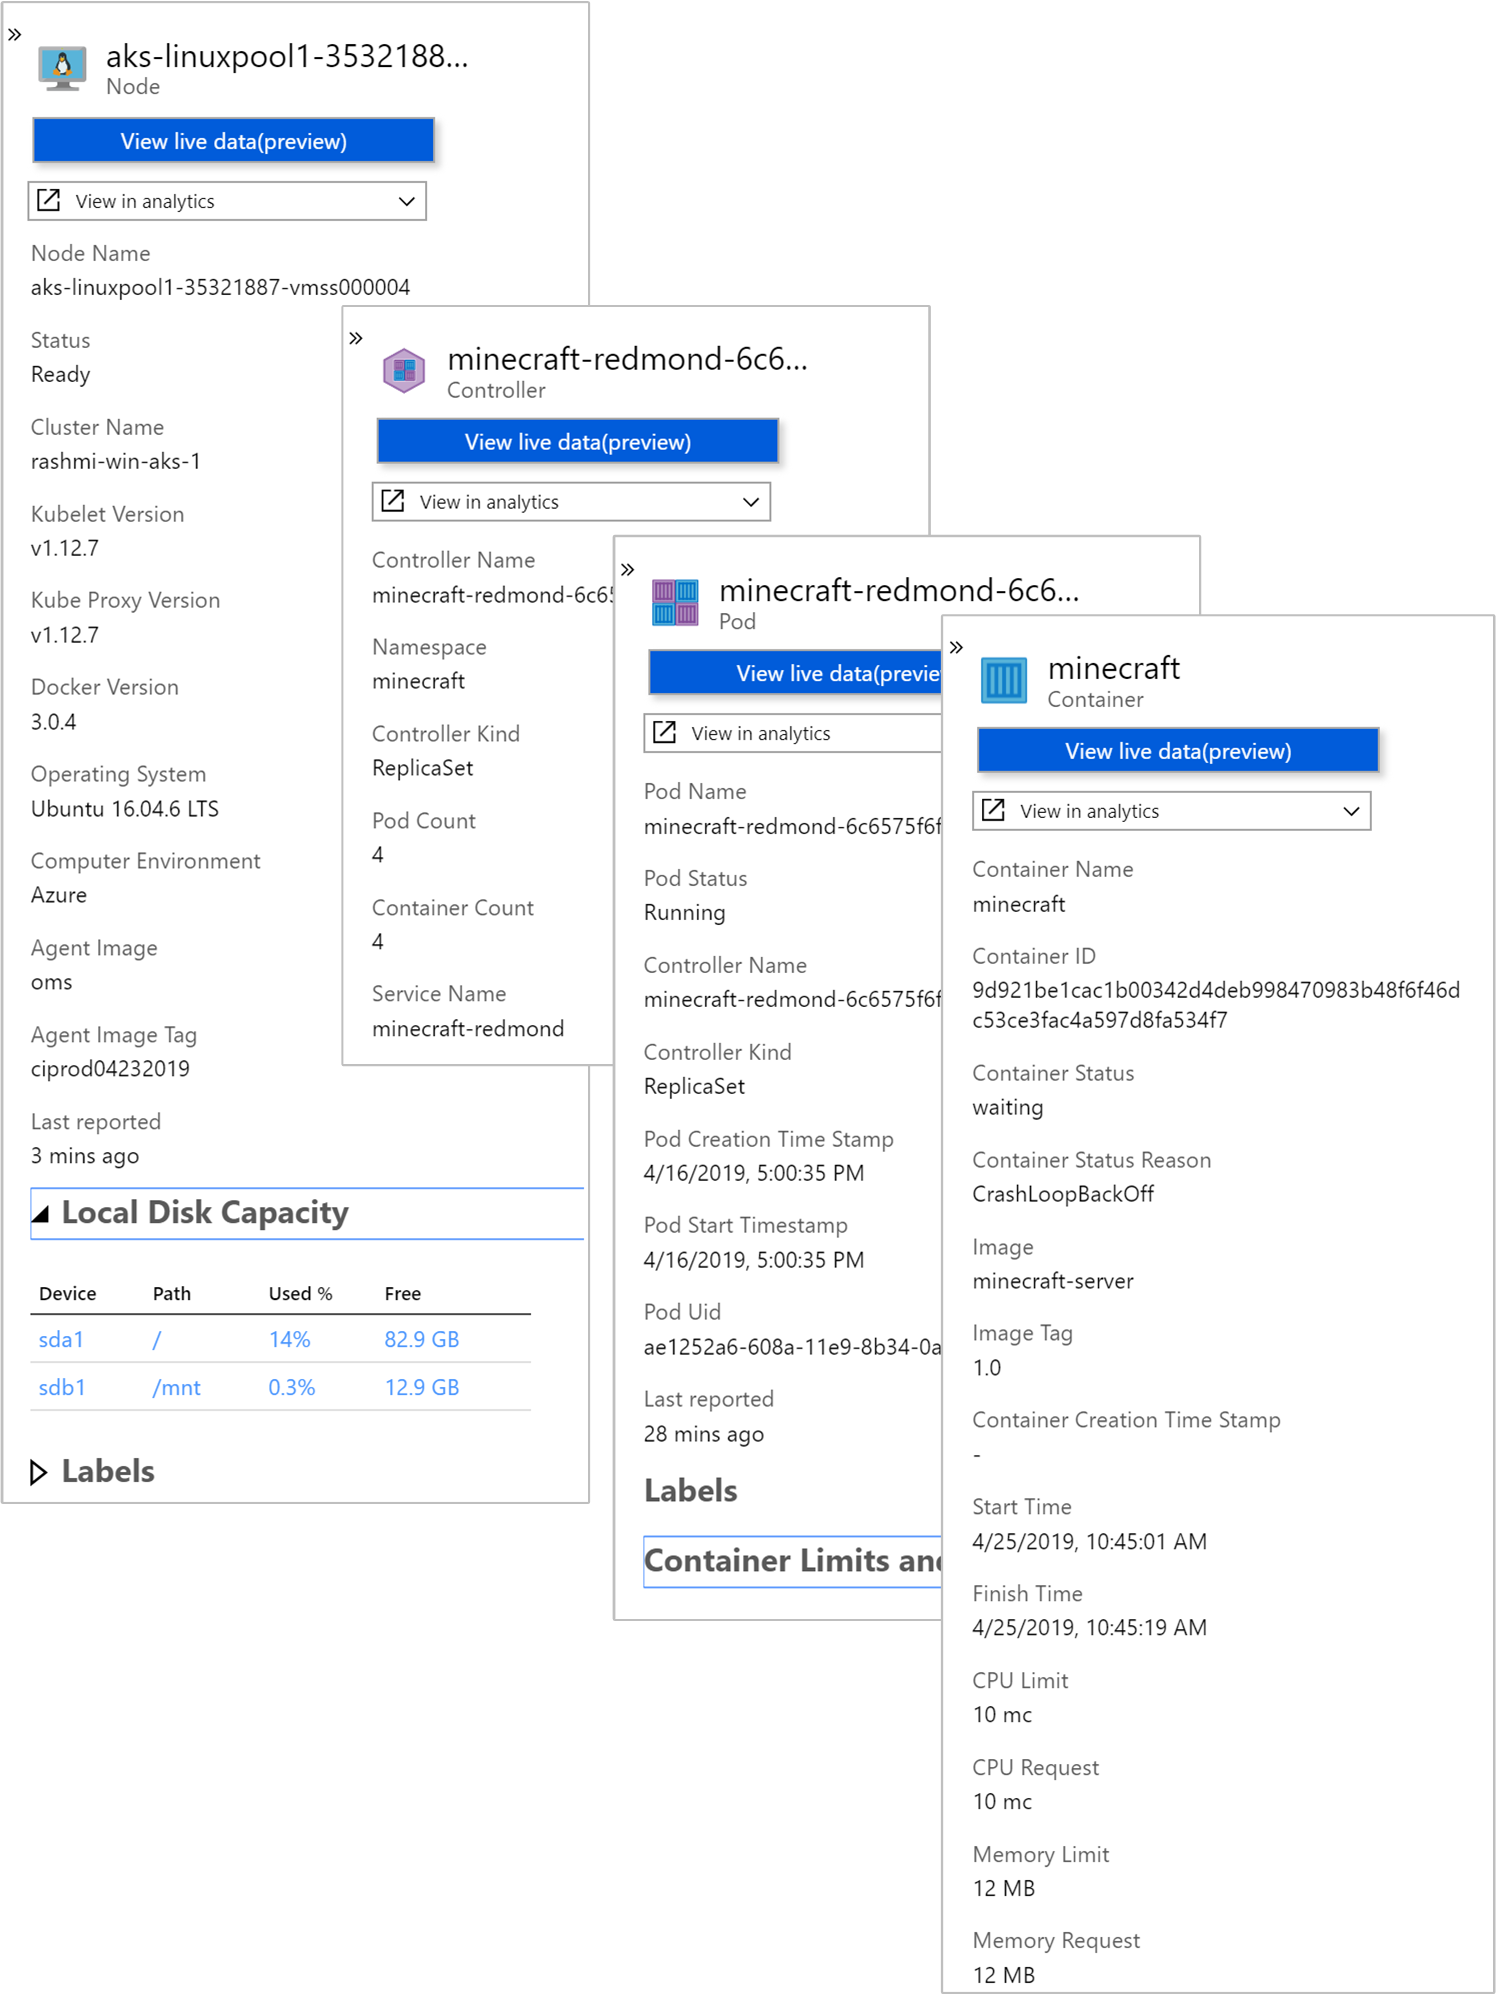 aks-linuxpool1-3532188...
Node
View live data(preview)
View in analytics
Node Name
aks-linuxpool1-35321887-vmss000004
Status
Ready
Cluster Name
rashmi-win-aks-1
Kubelet Version
v1.12.7
Kube Proxy Version
v1.12.7
Docker Version
3.0.4
Operating System
Ubuntu 16.04.6 LTS
Computer Environment
Azure
Agent Image
oms
Agent Image Tag
ciprod04232019
Last reported
3 mins ago
Local Disk Capacity
Device Path Used % Free
sda1 / 14% 82.9 GB
sdb1 /mnt 0.3% 12.9 GB
Labels
minecraft-redmond-6c6...
Controller
View live data(preview)
View in analytics
Controller Name
minecraft-redmond-6c65
Namespace
minecraft
Controller Kind
ReplicaSet
Pod Count
4
Container Count
4
Service Name
minecraft-redmond
minecraft-redmond-6c6...
Pod
View live data(previe
View in analytics
Pod Name
minecraft-redmond-6c6575f6f
Pod Status
Running
Controller Name
minecraft-redmond-6c6575f6f
Controller Kind
ReplicaSet
Pod Creation Time Stamp
4/16/2019, 5:00:35 PM
Pod Start Timestamp
4/16/2019, 5:00:35 PM
Pod Uid
ae1252a6-608a-11e9-8b34-0a
Last reported
28 mins ago
Labels
Container Limits and
minecraft
Container
View live data(preview)
View in analytics
Container Name
minecraft
Container ID
9d921be1cac1b00342d4deb998470983b48f6f46d
c53ce3fac4a597d8fa534f7
Container Status
waiting
Container Status Reason
CrashLoopBackOff
Image
minecraft-server
Image Tag
1.0
Container Creation Time Stamp
-
Start Time
4/25/2019, 10:45:01 AM
Finish Time
4/25/2019, 10:45:19 AM
CPU Limit
10 mc
CPU Request
10 mc
Memory Limit
12 MB
Memory Request
12 MB